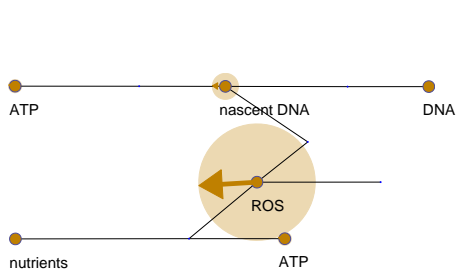 ATP
nascent DNA
DNA
ROS
nutrients
ATP